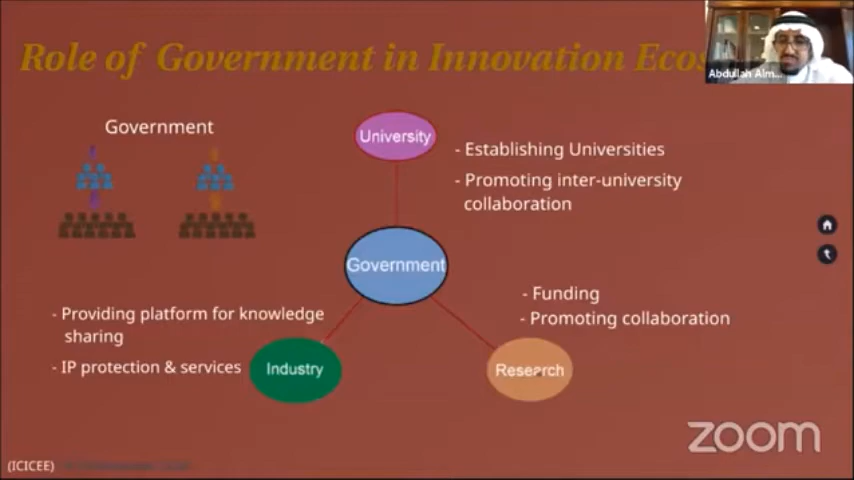 Role of Government in Innovation Ecos
Abdullah Alm...
Government
University
- Establishing Universities
- Promoting inter-university
collaboration
Government
- Funding
- Promoting collaboration
- Providing platform for knowledge
sharing
- IP protection & services
Industry
Research
zoom
(ICICEE)